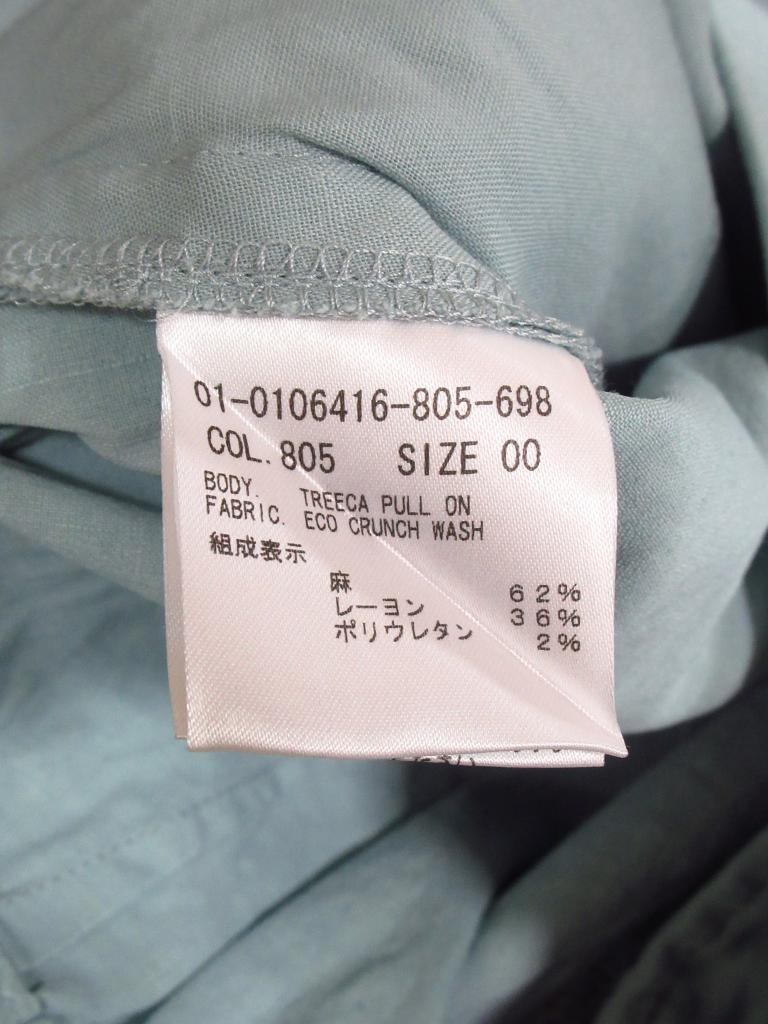 01-0106416-805-698
COL. 805 SIZE 00
BODY. TREECA PULL ON
FABRIC. ECO CRUNCH WASH
組成表示
麻 62%
レーヨン 36%
ポリウレタン 2%